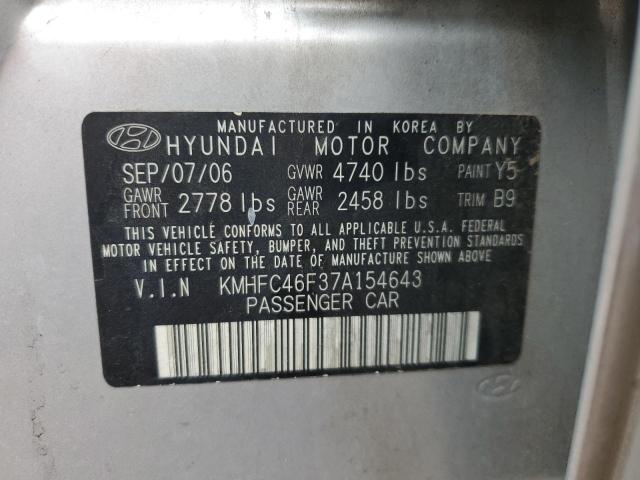 MANUFACTURED IN KOREA BY
HYUNDAI MOTOR COMPANY
SEP/07/06 GVWR 4740 lbs PAINT Y5
GAWR FRONT 2778 lbs GAWR REAR 2458 lbs TRIM B9
THIS VEHICLE CONFORMS TO ALL APPLICABLE U.S.A. FEDERAL
MOTOR VEHICLE SAFETY, BUMPER, AND THEFT PREVENTION STANDARDS
IN EFFECT ON THE DATE OF MANUFACTURE SHOWN ABOVE
V.I.N KMHFC46F37A154643
PASSENGER CAR